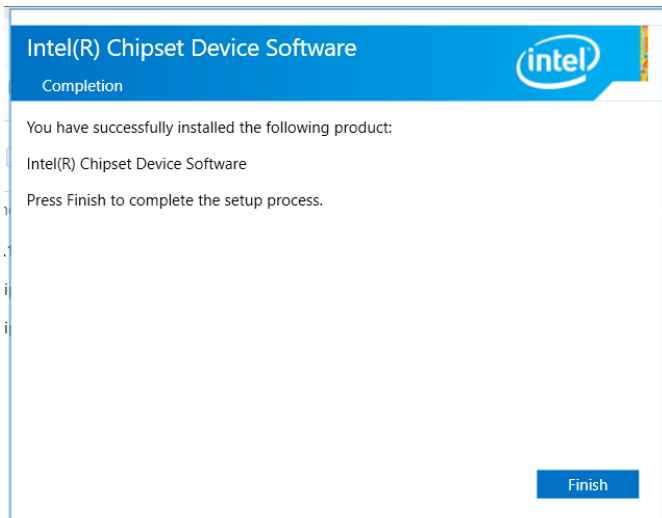 Intel(R) Chipset Device Software
intel
Completion
You have successfully installed the following product:
Intel(R) Chipset Device Software
Press Finish to complete the setup process.
Finish